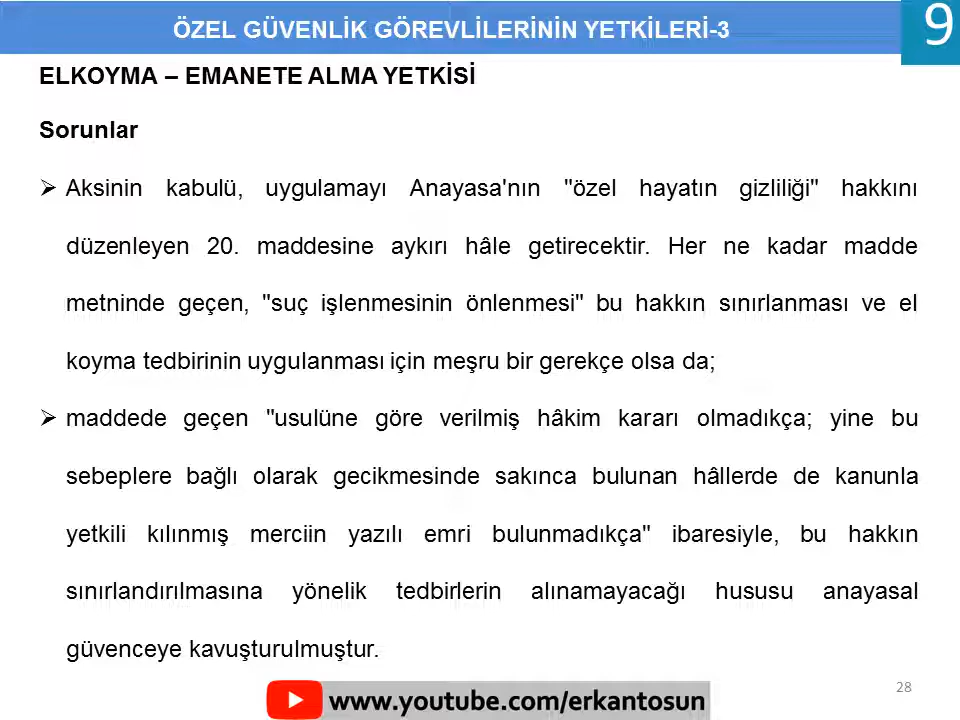 ÖZEL GÜVENLİK GÖREVLİLERİNİN YETKİLERİ-3
9
ELKOYMA – EMANETE ALMA YETKİSİ
Sorunlar
➢ Aksinin kabulü, uygulamayı Anayasa'nın "özel hayatın gizliliği" hakkını
düzenleyen 20. maddesine aykırı hâle getirecektir. Her ne kadar madde
metninde geçen, "suç işlenmesinin önlenmesi" bu hakkın sınırlanması ve el
koyma tedbirinin uygulanması için meşru bir gerekçe olsa da;
➢ maddede geçen "usulüne göre verilmiş hâkim kararı olmadıkça; yine bu
sebeplere bağlı olarak gecikmesinde sakınca bulunan hâllerde de kanunla
yetkili kılınmış merciin yazılı emri bulunmadıkça" ibaresiyle, bu hakkın
sınırlandırılmasına yönelik tedbirlerin alınamayacağı hususu anayasal
güvenceye kavuşturulmuştur.
28
www.youtube.com/erkantosun